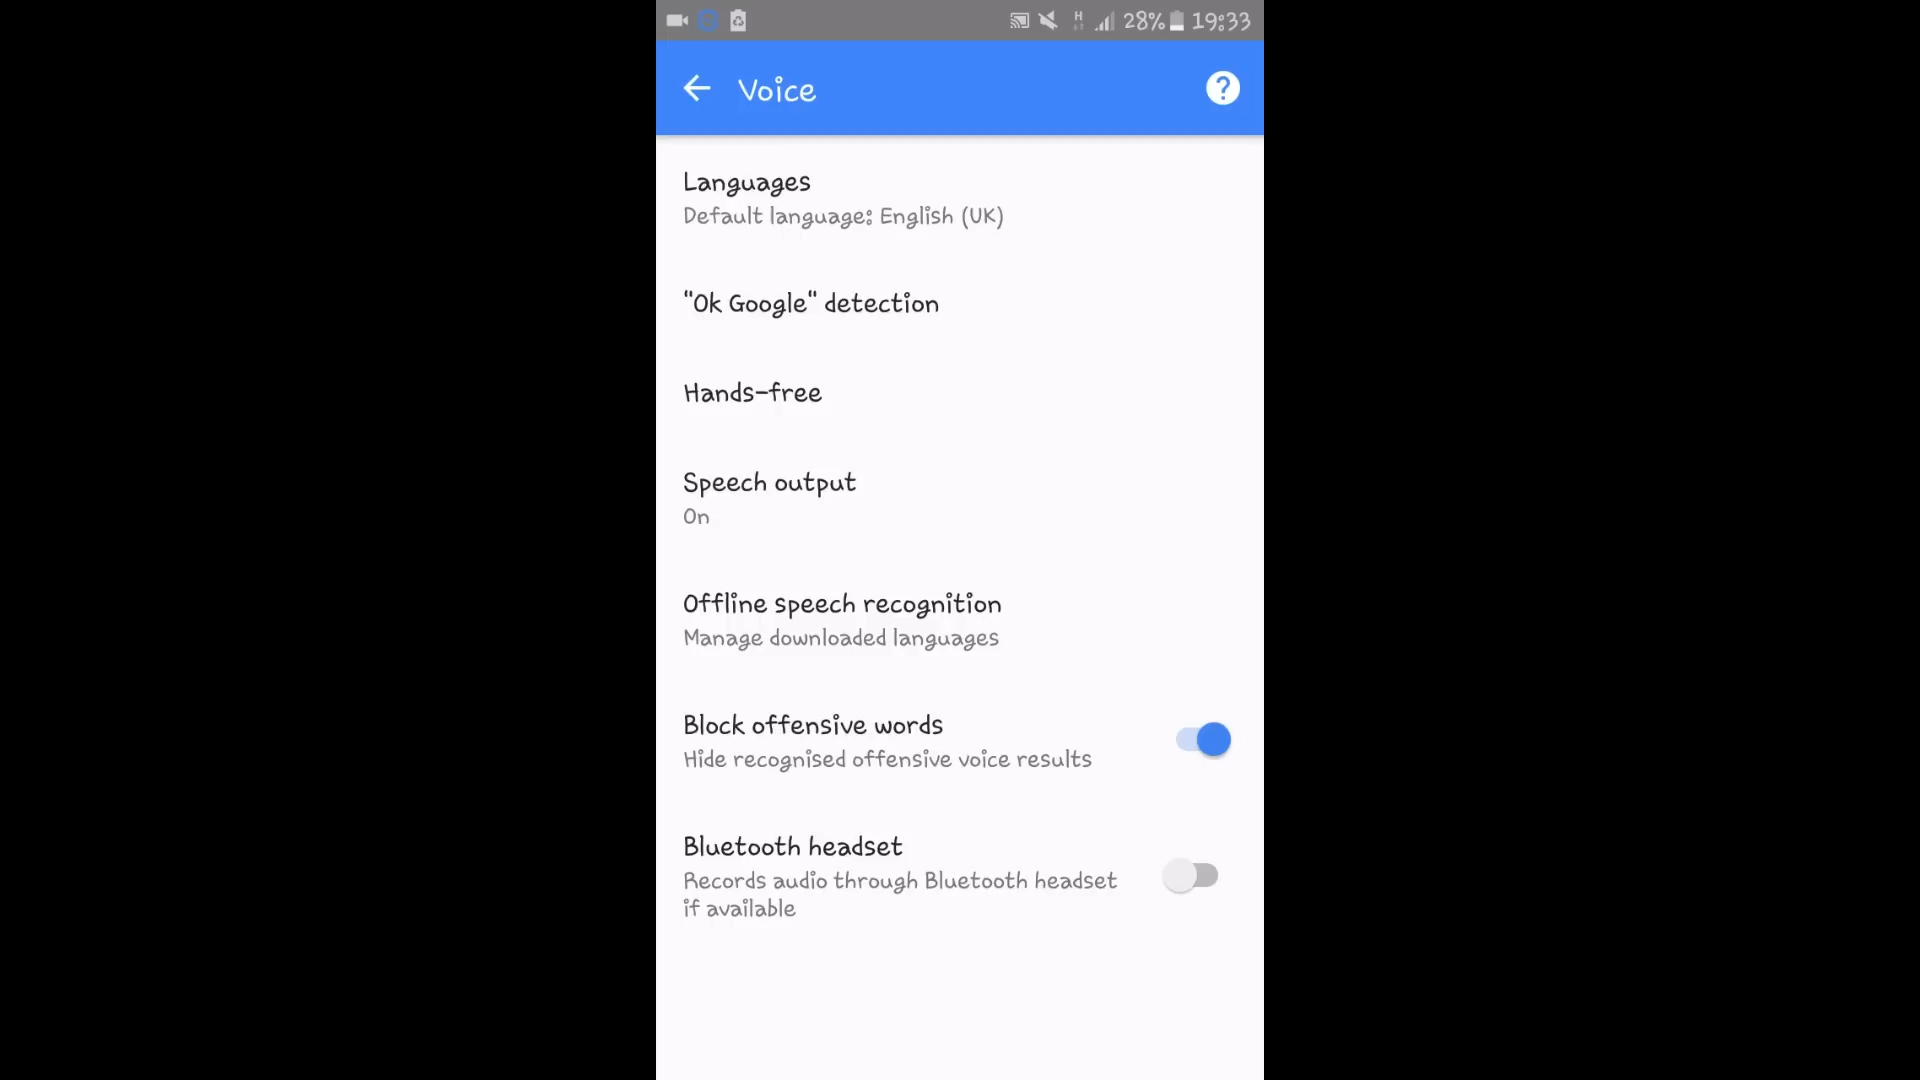 H 28% 19:33
Voice
Languages
Default language: English (UK)
"Ok Google" detection
Hands-free
Speech output
On
Offline speech recognition
Manage downloaded languages
Block offensive words
Hide recognised offensive voice results
Bluetooth headset
Records audio through Bluetooth headset
if available